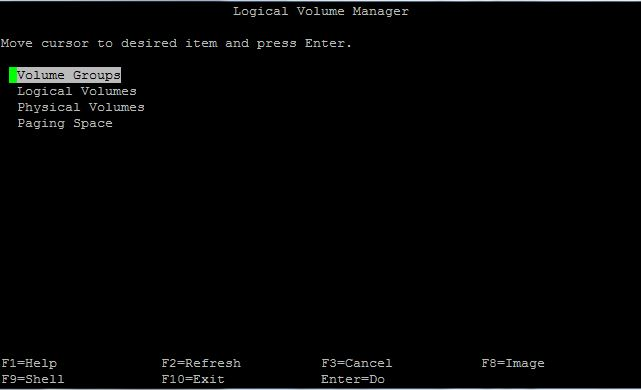 Logical Volume Manager
Move cursor to desired item and press Enter.
Volume Groups
Logical Volumes
Physical Volumes
Paging Space
F1=Help F2=Refresh F3=Cancel F8=Image
F9=Shell F10=Exit Enter=Do